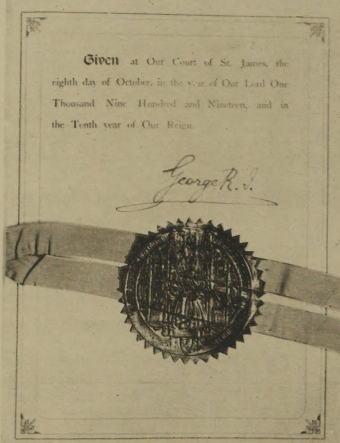 Given at Our Court of St. James, the
eighth day of October, in the year of Our Lord One
Thousand Nine Hundred and Nineteen, and in
the Tenth year of Our Reign.
George R. I.